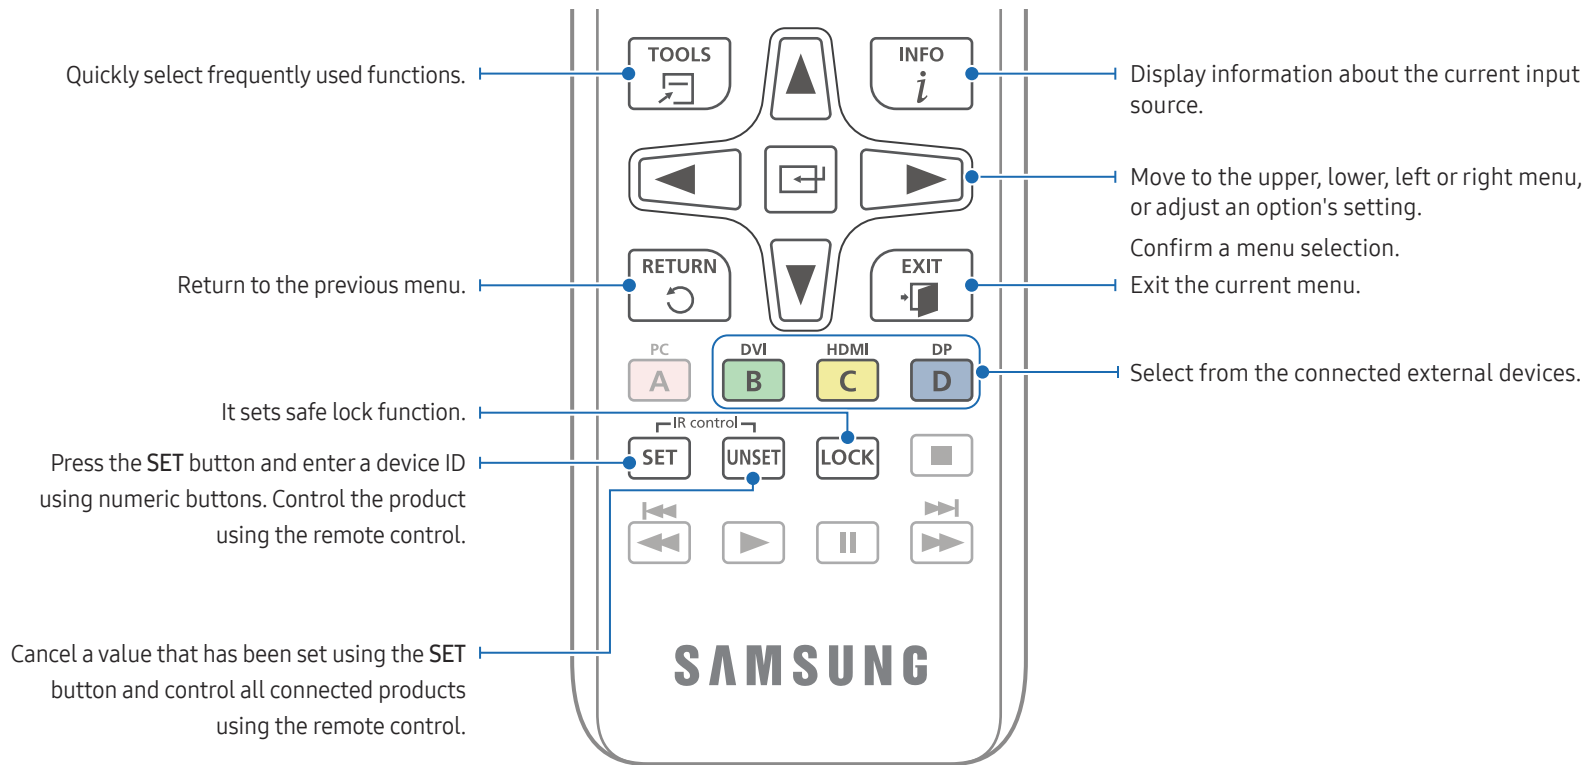 TOOLS
INFO
Quickly select frequently used functions.
Display information about the current input
source.
Move to the upper, lower, left or right menu,
or adjust an option's setting.
Confirm a menu selection.
RETURN
EXIT
Return to the previous menu.
Exit the current menu.
PC
DVI
HDMI
DP
A
B
C
D
Select from the connected external devices.
It sets safe lock function.
IR control
SET
UNSET
LOCK
Press the SET button and enter a device ID
using numeric buttons. Control the product
using the remote control.
Cancel a value that has been set using the SET
button and control all connected products
using the remote control.
SAMSUNG